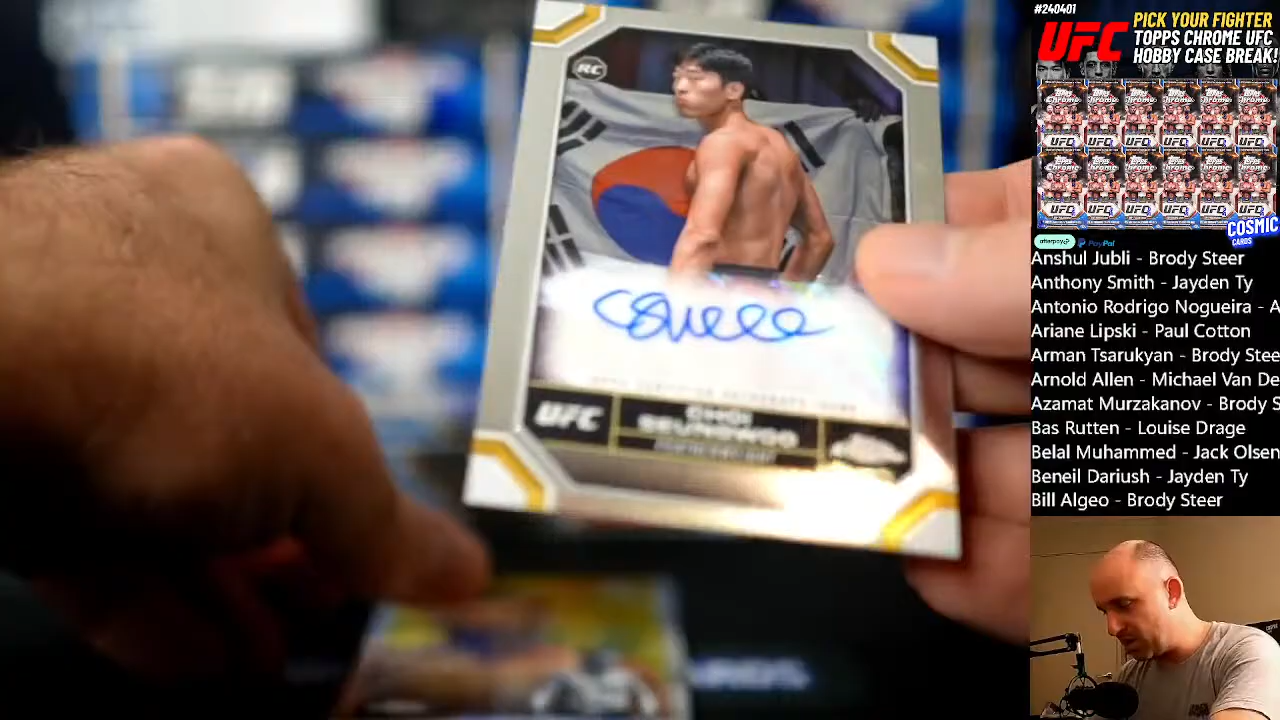 #240401
UFC
PICK YOUR FIGHTER
TOPPS CHROME UFC
HOBBY CASE BREAK!
COSMIC
CARDS
afterpay
PayPal
Anshul Jubli - Brody Steer
Anthony Smith - Jayden Ty
Antonio Rodrigo Nogueira - A
Ariane Lipski - Paul Cotton
Arman Tsarukyan - Brody Stee
Arnold Allen - Michael Van De
Azamat Murzakanov - Brody S
Bas Rutten - Louise Drage
Belal Muhammed - Jack Olsen
Beneil Dariush - Jayden Ty
Bill Algeo - Brody Steer
RC
UFC
CHOI
SEUNGWOO